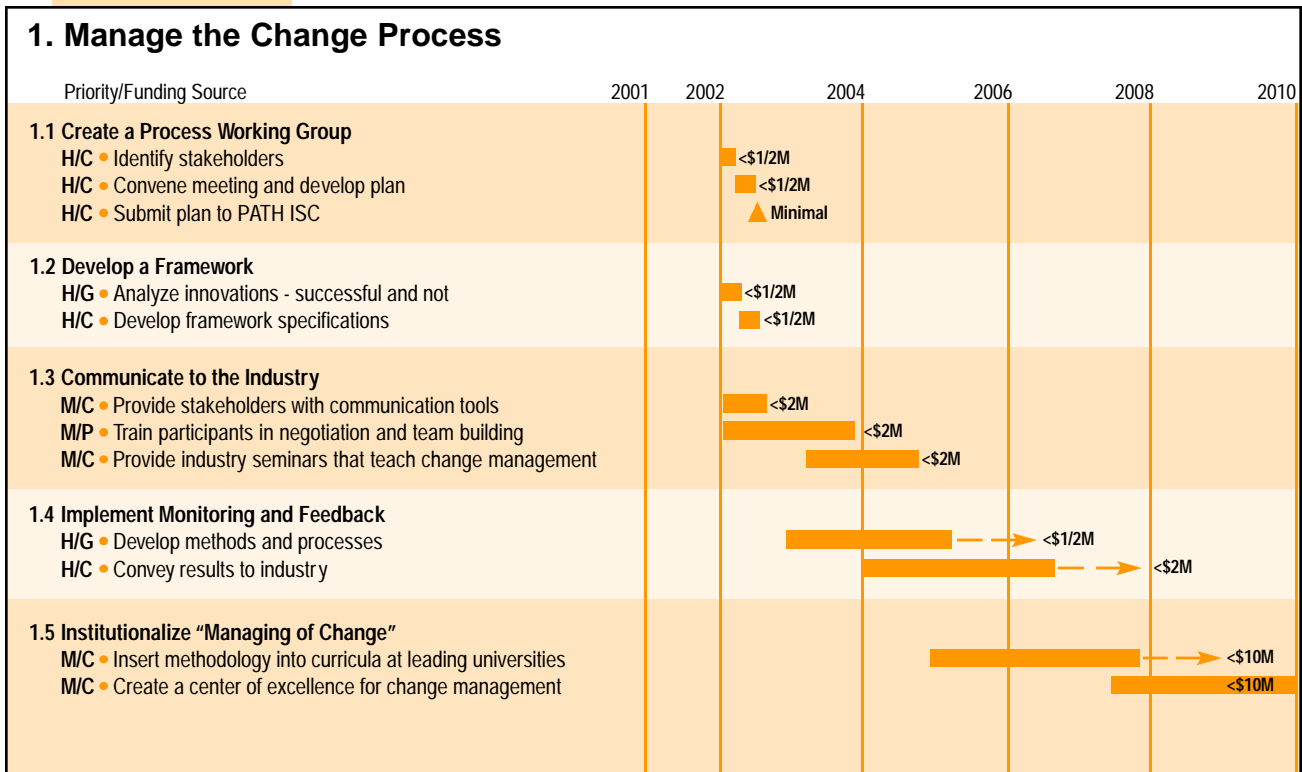 1. Manage the Change Process
Priority/Funding Source 2001 2002 2004 2006 2008 2010
1.1 Create a Process Working Group
H/C • Identify stakeholders <$1/2M
H/C • Convene meeting and develop plan <$1/2M
H/C • Submit plan to PATH ISC Minimal
1.2 Develop a Framework
H/G • Analyze innovations - successful and not <$1/2M
H/C • Develop framework specifications <$1/2M
1.3 Communicate to the Industry
M/C • Provide stakeholders with communication tools <$2M
M/P • Train participants in negotiation and team building <$2M
M/C • Provide industry seminars that teach change management <$2M
1.4 Implement Monitoring and Feedback
H/G • Develop methods and processes <$1/2M
H/C • Convey results to industry <$2M
1.5 Institutionalize “Managing of Change”
M/C • Insert methodology into curricula at leading universities <$10M
M/C • Create a center of excellence for change management <$10M